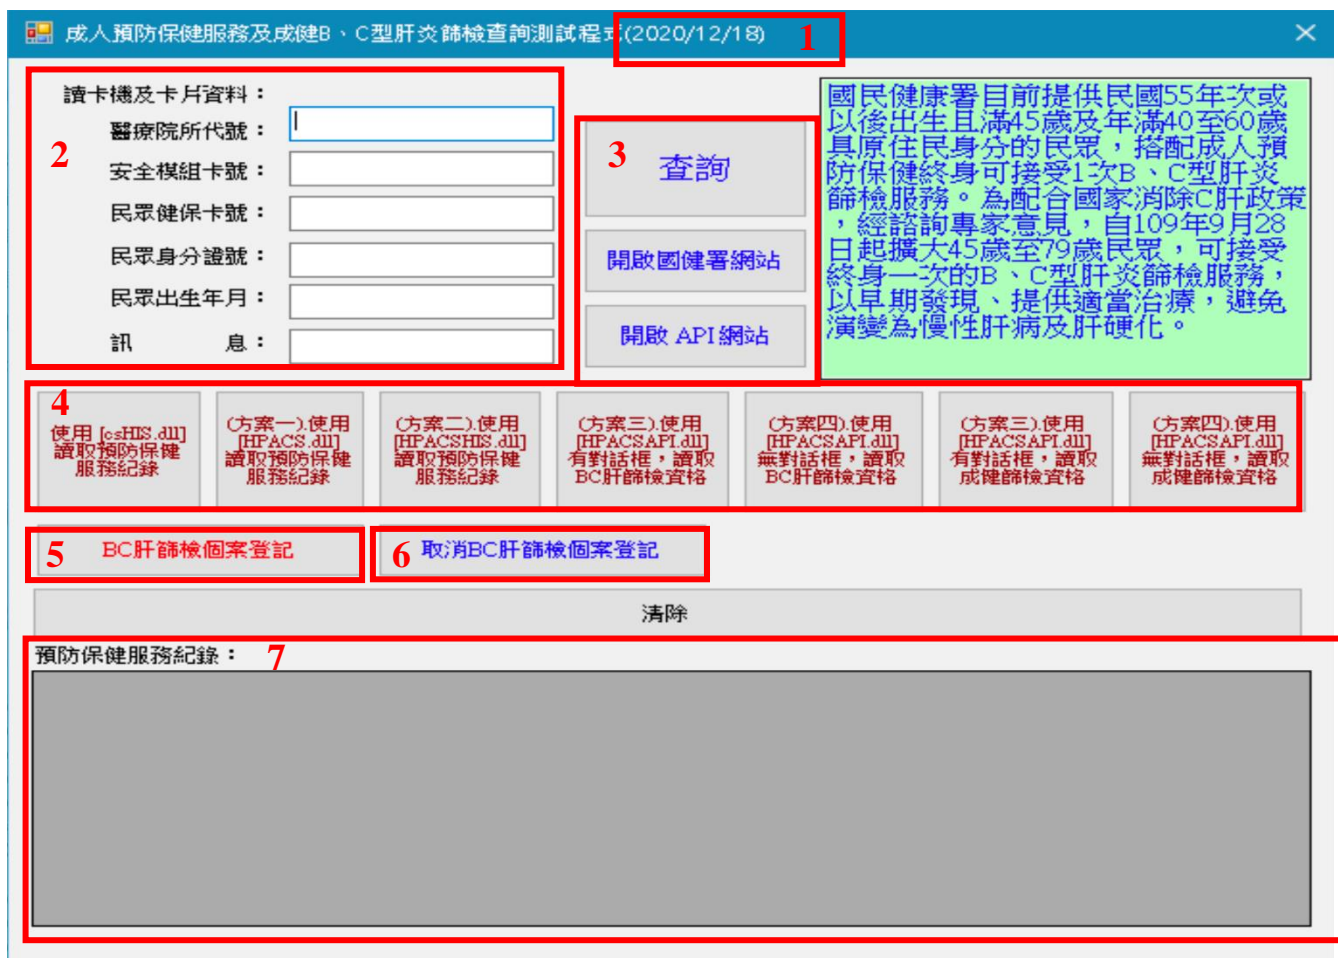 成人預防保健服務及成健B、C型肝炎篩檢查詢測試程式(2020/12/18)
1
讀卡機及卡片資料：
醫療院所代號：
2
安全模組卡號：
民眾健保卡號：
民眾身分證號：
民眾出生年月：
訊 息：
3
查詢
開啟國健署網站
開啟 API 網站
國民健康署目前提供民國55年次或
以後出生且滿45歲及年滿40至60歲
具原住民身分的民眾，搭配成人預
防保健終身可接受1次B、C型肝炎
篩檢服務。為配合國家消除C肝政策
，經諮詢專家意見，自109年9月28
日起擴大45歲至79歲民眾，可接受
終身一次的B、C型肝炎篩檢服務，
以早期發現、提供適當治療，避免
演變為慢性肝病及肝硬化。
4
使用 [csHIS.dll]
讀取預防保健
服務紀錄
(方案一).使用
[HPACS.dll]
讀取預防保健
服務紀錄
(方案二).使用
[HPACSHIS.dll]
讀取預防保健
服務紀錄
(方案三).使用
[HPACSAPI.dll]
有對話框，讀取
BC肝篩檢資格
(方案四).使用
[HPACSAPI.dll]
無對話框，讀取
BC肝篩檢資格
(方案三).使用
[HPACSAPI.dll]
有對話框，讀取
成健篩檢資格
(方案四).使用
[HPACSAPI.dll]
無對話框，讀取
成健篩檢資格
5
BC肝篩檢個案登記
6
取消BC肝篩檢個案登記
清除
預防保健服務紀錄：
7